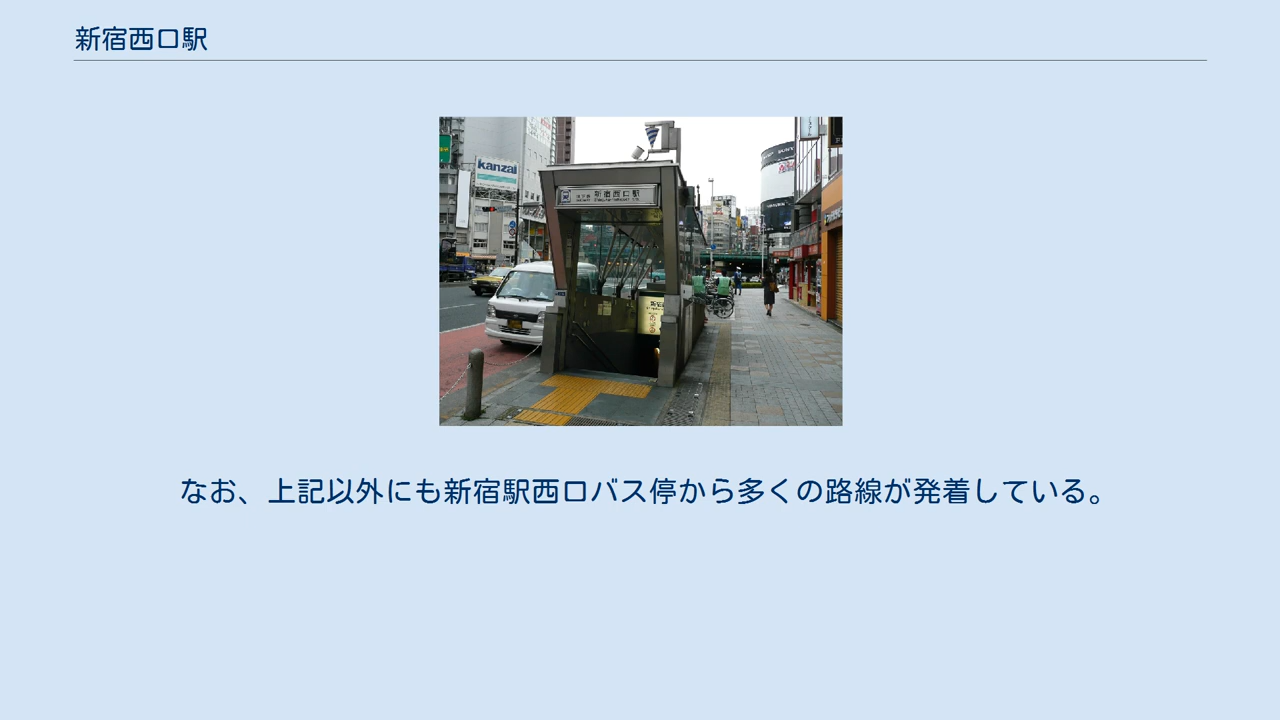 新宿西口駅
kanzai
新宿西口駅
なお、上記以外にも新宿駅西口バス停から多くの路線が発着している。